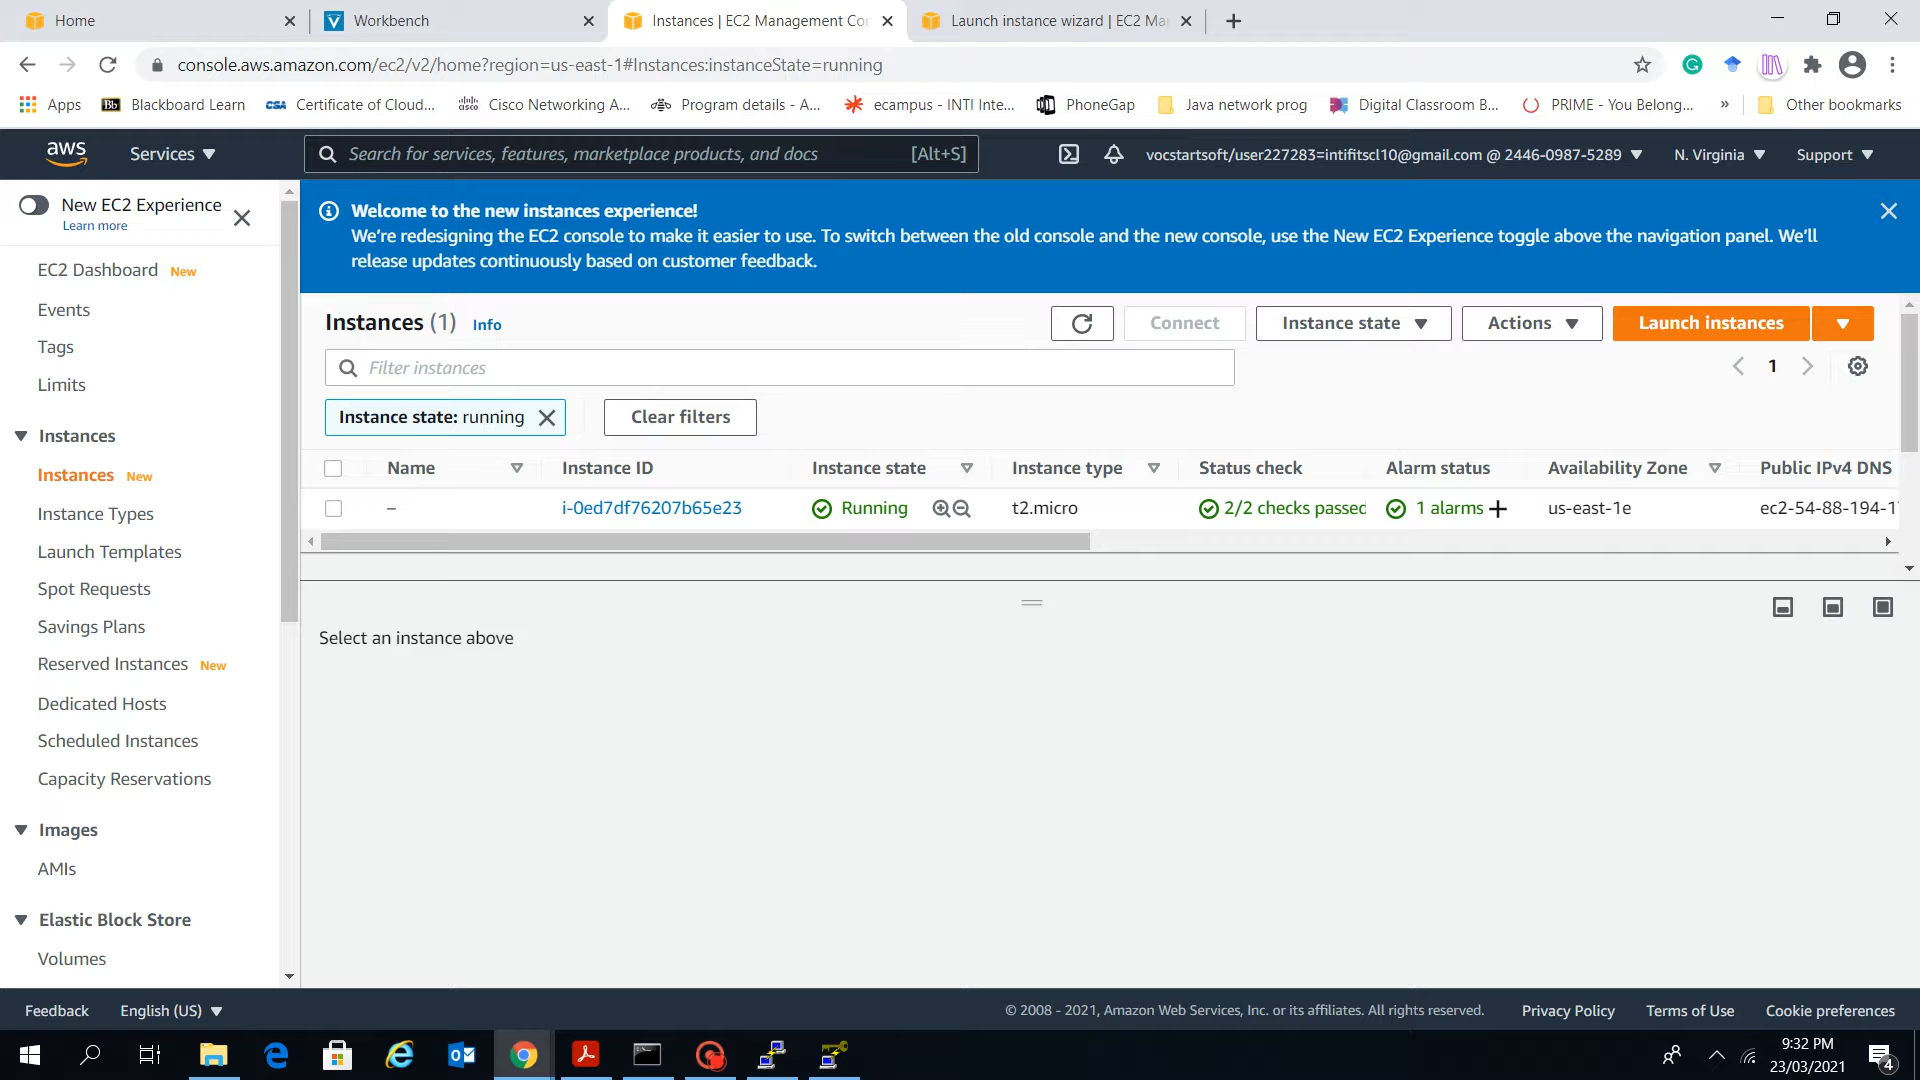 Home
Workbench
Instances | EC2 Management Co
Launch instance wizard | EC2 Ma
console.aws.amazon.com/ec2/v2/home?region=us-east-1#Instances:instanceState=running
Apps
Bb
Blackboard Learn
CSA
Certificate of Cloud...
Cisco Networking A...
Program details - A...
ecampus - INTI Inte...
PhoneGap
Java network prog
Digital Classroom B...
PRIME - You Belong...
»
Other bookmarks
aws
Services
Search for services, features, marketplace products, and docs
[Alt+S]
vocstartsoft/user227283=intifitscl10@gmail.com @ 2446-0987-5289
N. Virginia
Support
New EC2 Experience
Learn more
EC2 Dashboard New
Events
Tags
Limits
Instances
Instances New
Instance Types
Launch Templates
Spot Requests
Savings Plans
Reserved Instances New
Dedicated Hosts
Scheduled Instances
Capacity Reservations
Images
AMIs
Elastic Block Store
Volumes
Welcome to the new instances experience!
We're redesigning the EC2 console to make it easier to use. To switch between the old console and the new console, use the New EC2 Experience toggle above the navigation panel. We'll
release updates continuously based on customer feedback.
Instances (1) Info
Connect
Instance state
Actions
Launch instances
Filter instances
1
Instance state: running
Clear filters
Name
Instance ID
Instance state
Instance type
Status check
Alarm status
Availability Zone
Public IPv4 DNS
–
i-0ed7df76207b65e23
Running
t2.micro
2/2 checks passed
1 alarms
us-east-1e
ec2-54-88-194-1
Select an instance above
Feedback
English (US)
© 2008 - 2021, Amazon Web Services, Inc. or its affiliates. All rights reserved.
Privacy Policy
Terms of Use
Cookie preferences
9:32 PM
23/03/2021
4